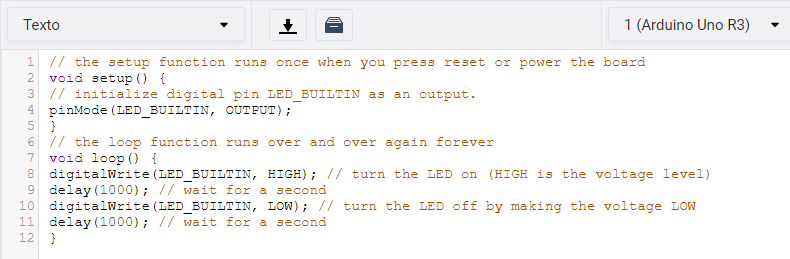 Texto
1 (Arduino Uno R3)
1 // the setup function runs once when you press reset or power the board
2 void setup() {
3 // initialize digital pin LED_BUILTIN as an output.
4 pinMode(LED_BUILTIN, OUTPUT);
5 }
6 // the loop function runs over and over again forever
7 void loop() {
8 digitalWrite(LED_BUILTIN, HIGH); // turn the LED on (HIGH is the voltage level)
9 delay(1000); // wait for a second
10 digitalWrite(LED_BUILTIN, LOW); // turn the LED off by making the voltage LOW
11 delay(1000); // wait for a second
12 }